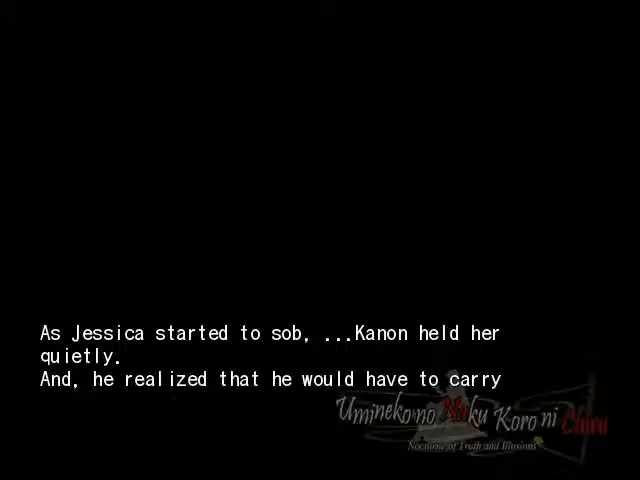 As Jessica started to sob, ...Kanon held her
quietly.
And, he realized that he would have to carry
Umineko no Naku Koro ni Chiru
Nocturne of Truth and Illusions